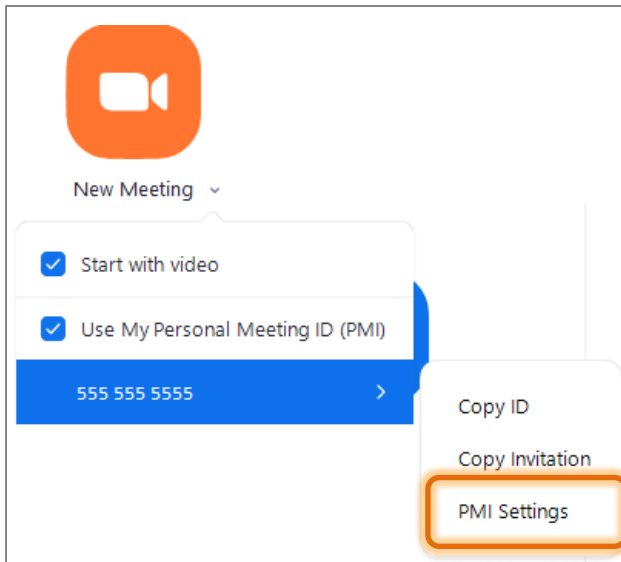 New Meeting
Start with video
Use My Personal Meeting ID (PMI)
555 555 5555
Copy ID
Copy Invitation
PMI Settings